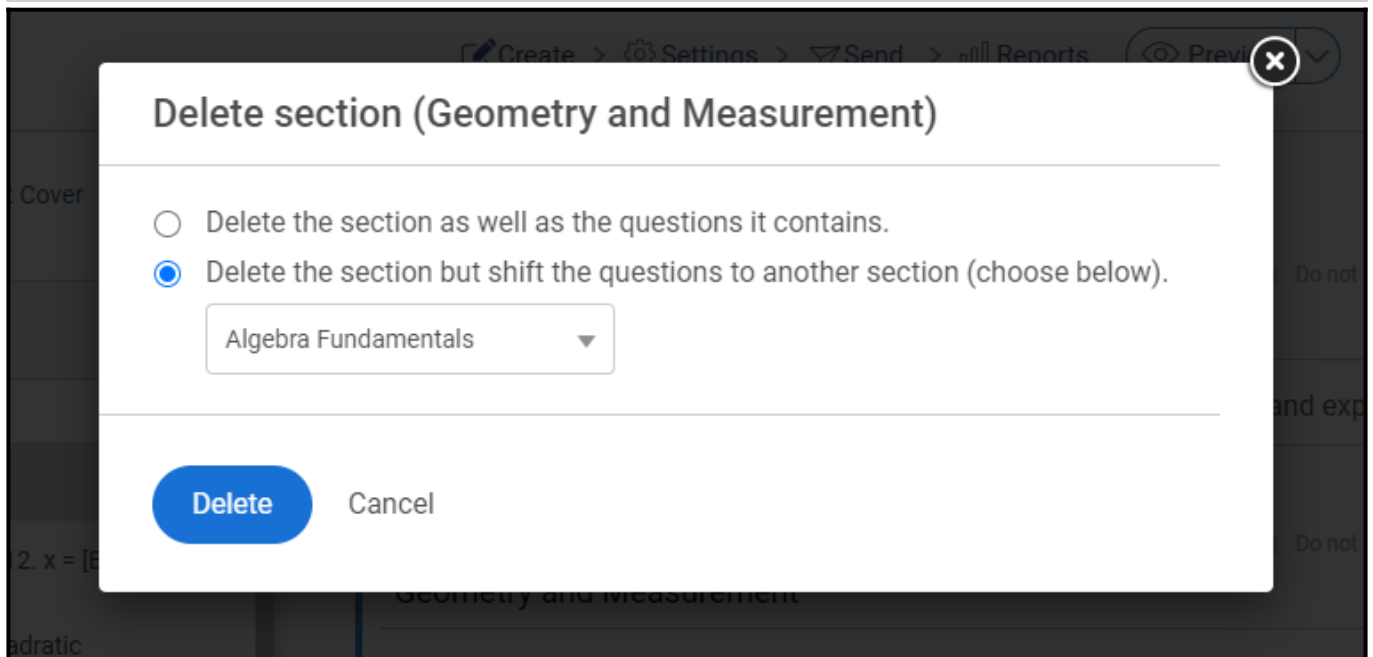 Create > Settings > Send > Reports Previ
Delete section (Geometry and Measurement)
Cover
Delete the section as well as the questions it contains.
Delete the section but shift the questions to another section (choose below).
Do not
Algebra Fundamentals
and exp
Delete Cancel
Do not
2. x = [E
Geometry and Measurement
adratic